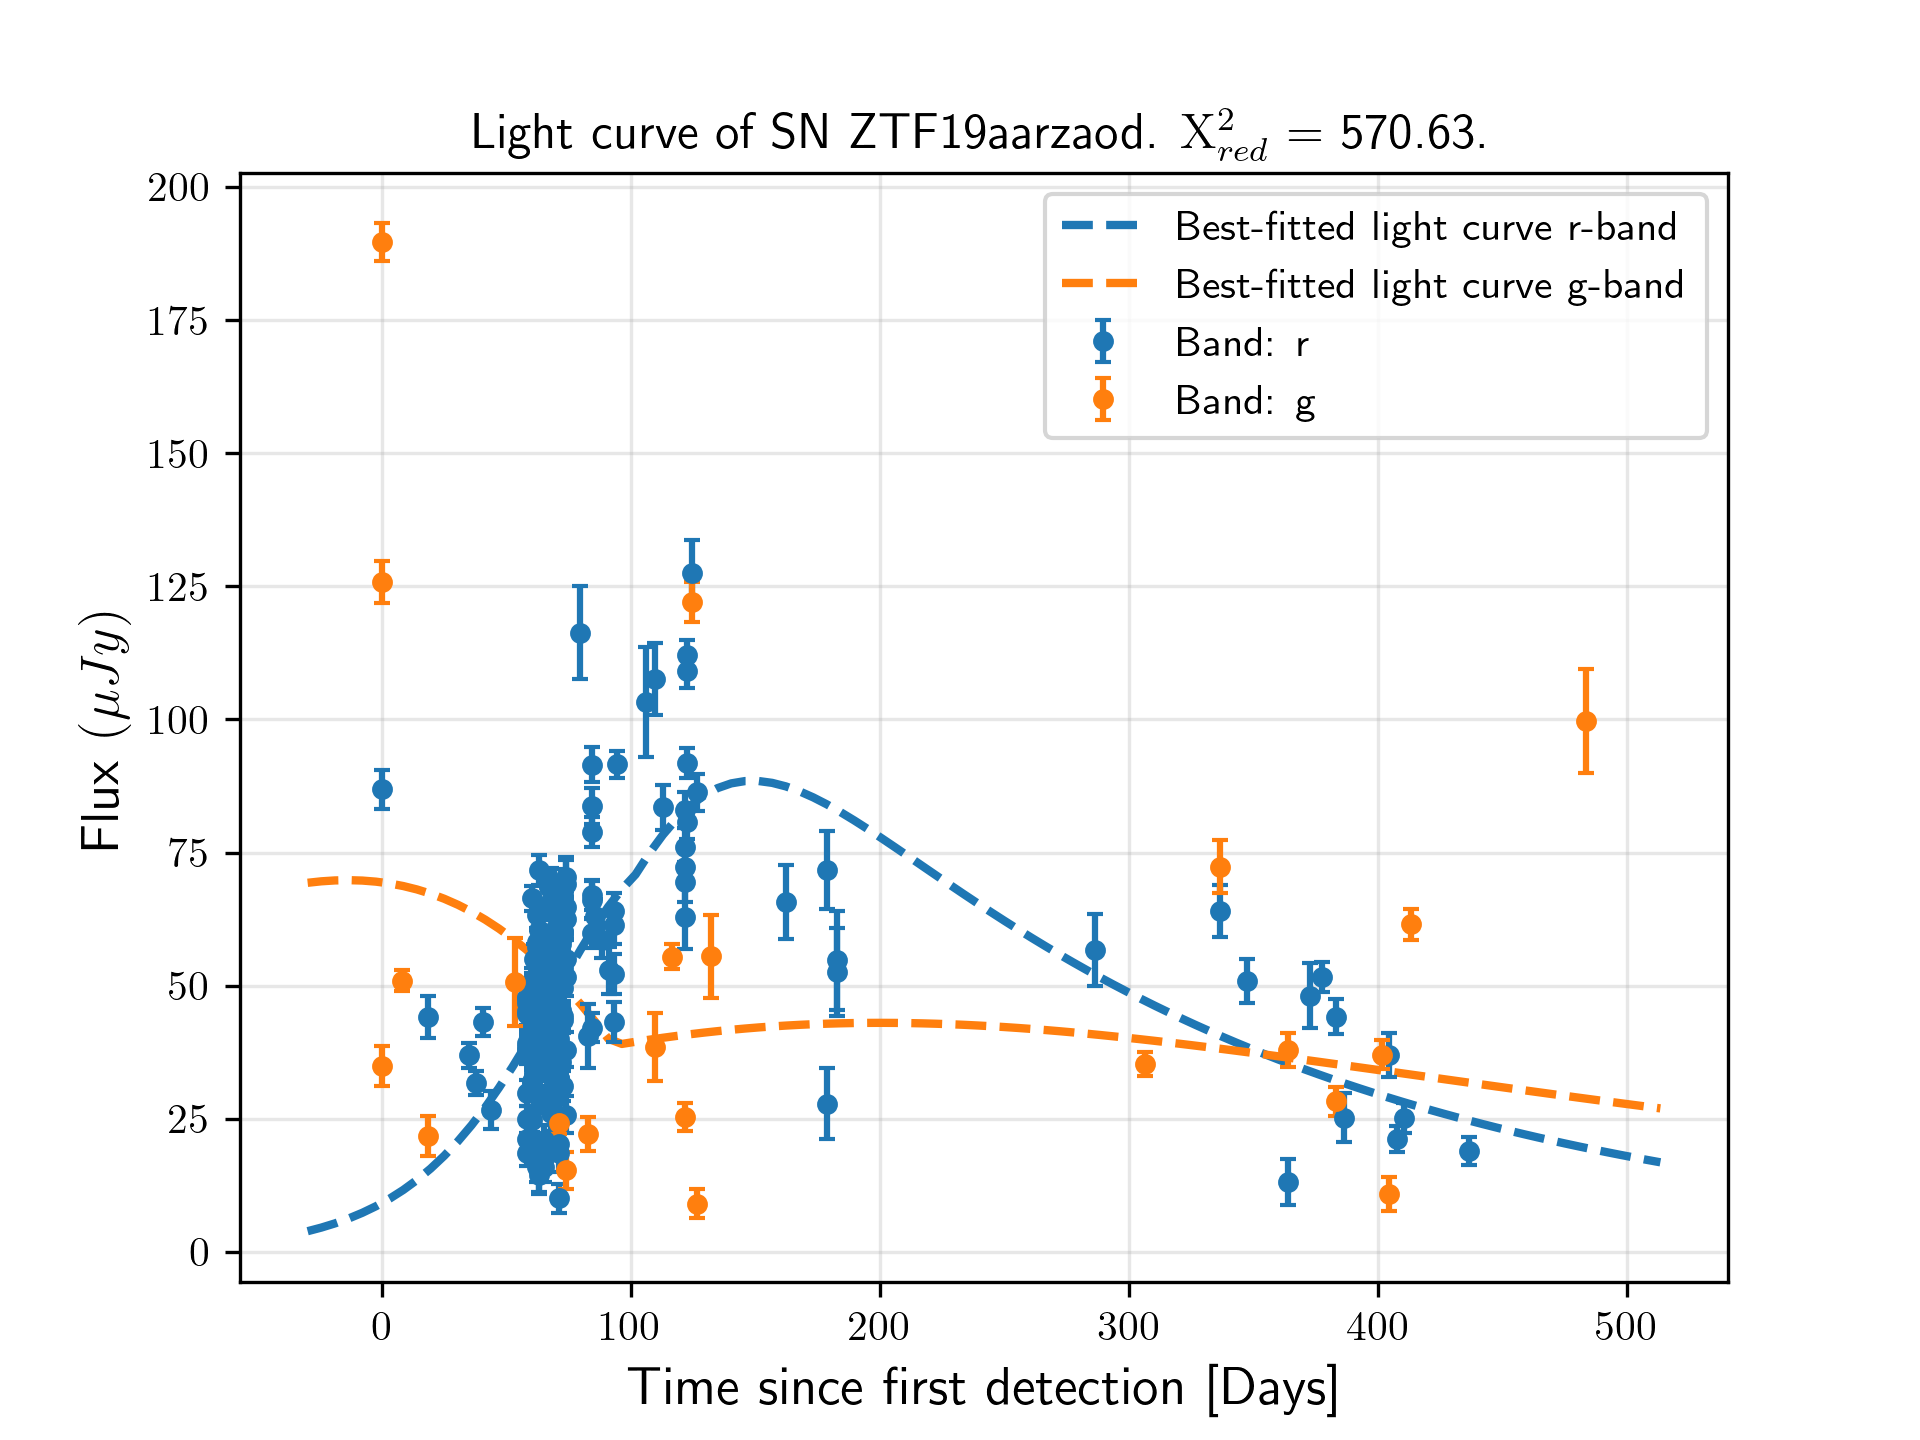 Light curve of SN ZTF19aarzaod. X²_red = 570.63.
Best-fitted light curve r-band
Best-fitted light curve g-band
Band: r
Band: g
200
175
150
125
100
75
50
25
0
Flux (μJy)
0 100 200 300 400 500
Time since first detection [Days]